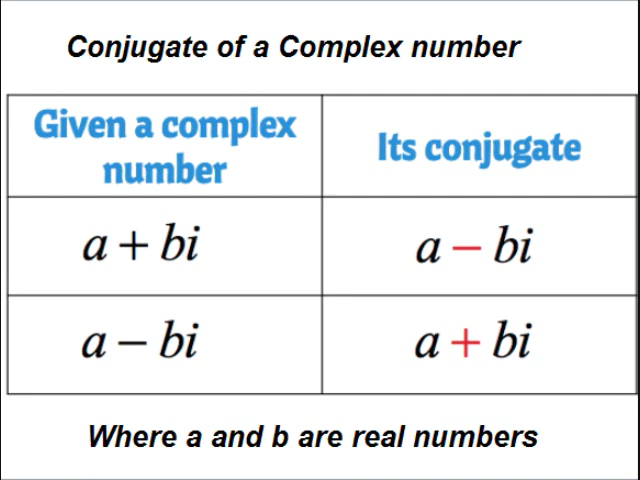 Conjugate of a Complex number
Given a complex
number
Its conjugate
a + bi
a − bi
a − bi
a + bi
Where a and b are real numbers